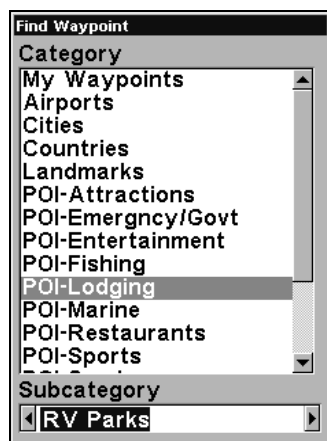 Find Waypoint
Category
My Waypoints
Airports
Cities
Countries
Landmarks
POI-Attractions
POI-Emergncy/Govt
POI-Entertainment
POI-Fishing
POI-Lodging
POI-Marine
POI-Restaurants
POI-Sports
Subcategory
RV Parks